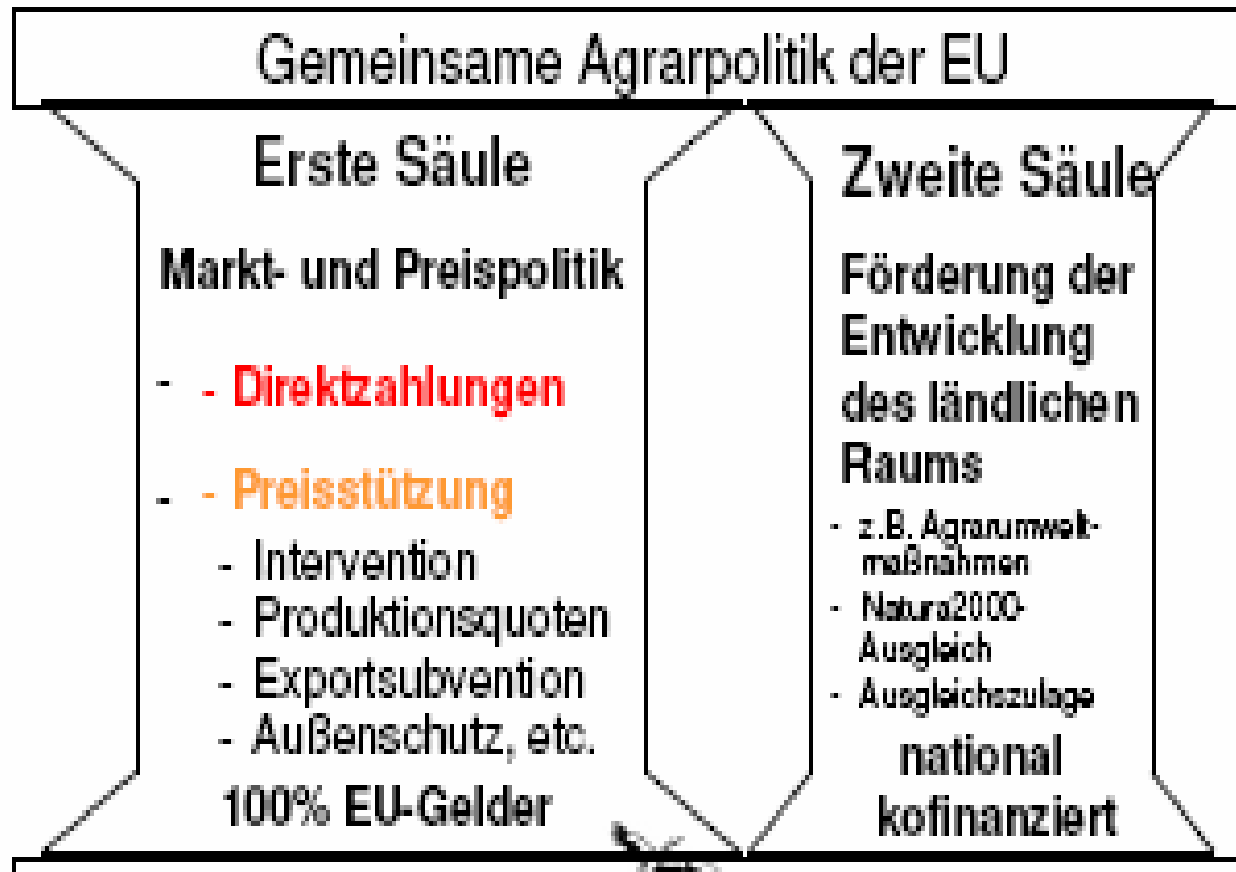 Gemeinsame Agrarpolitik der EU
Erste Säule
Markt- und Preispolitik
- - Direktzahlungen
- - Preisstützung
- Intervention
- Produktionsquoten
- Exportsubvention
- Außenschutz, etc.
100% EU-Gelder
Zweite Säule
Förderung der
Entwicklung
des ländlichen
Raums
- z.B. Agrarumwelt-
maßnahmen
- Natura2000-
Ausgleich
- Ausgleichszulage
national
kofinanziert